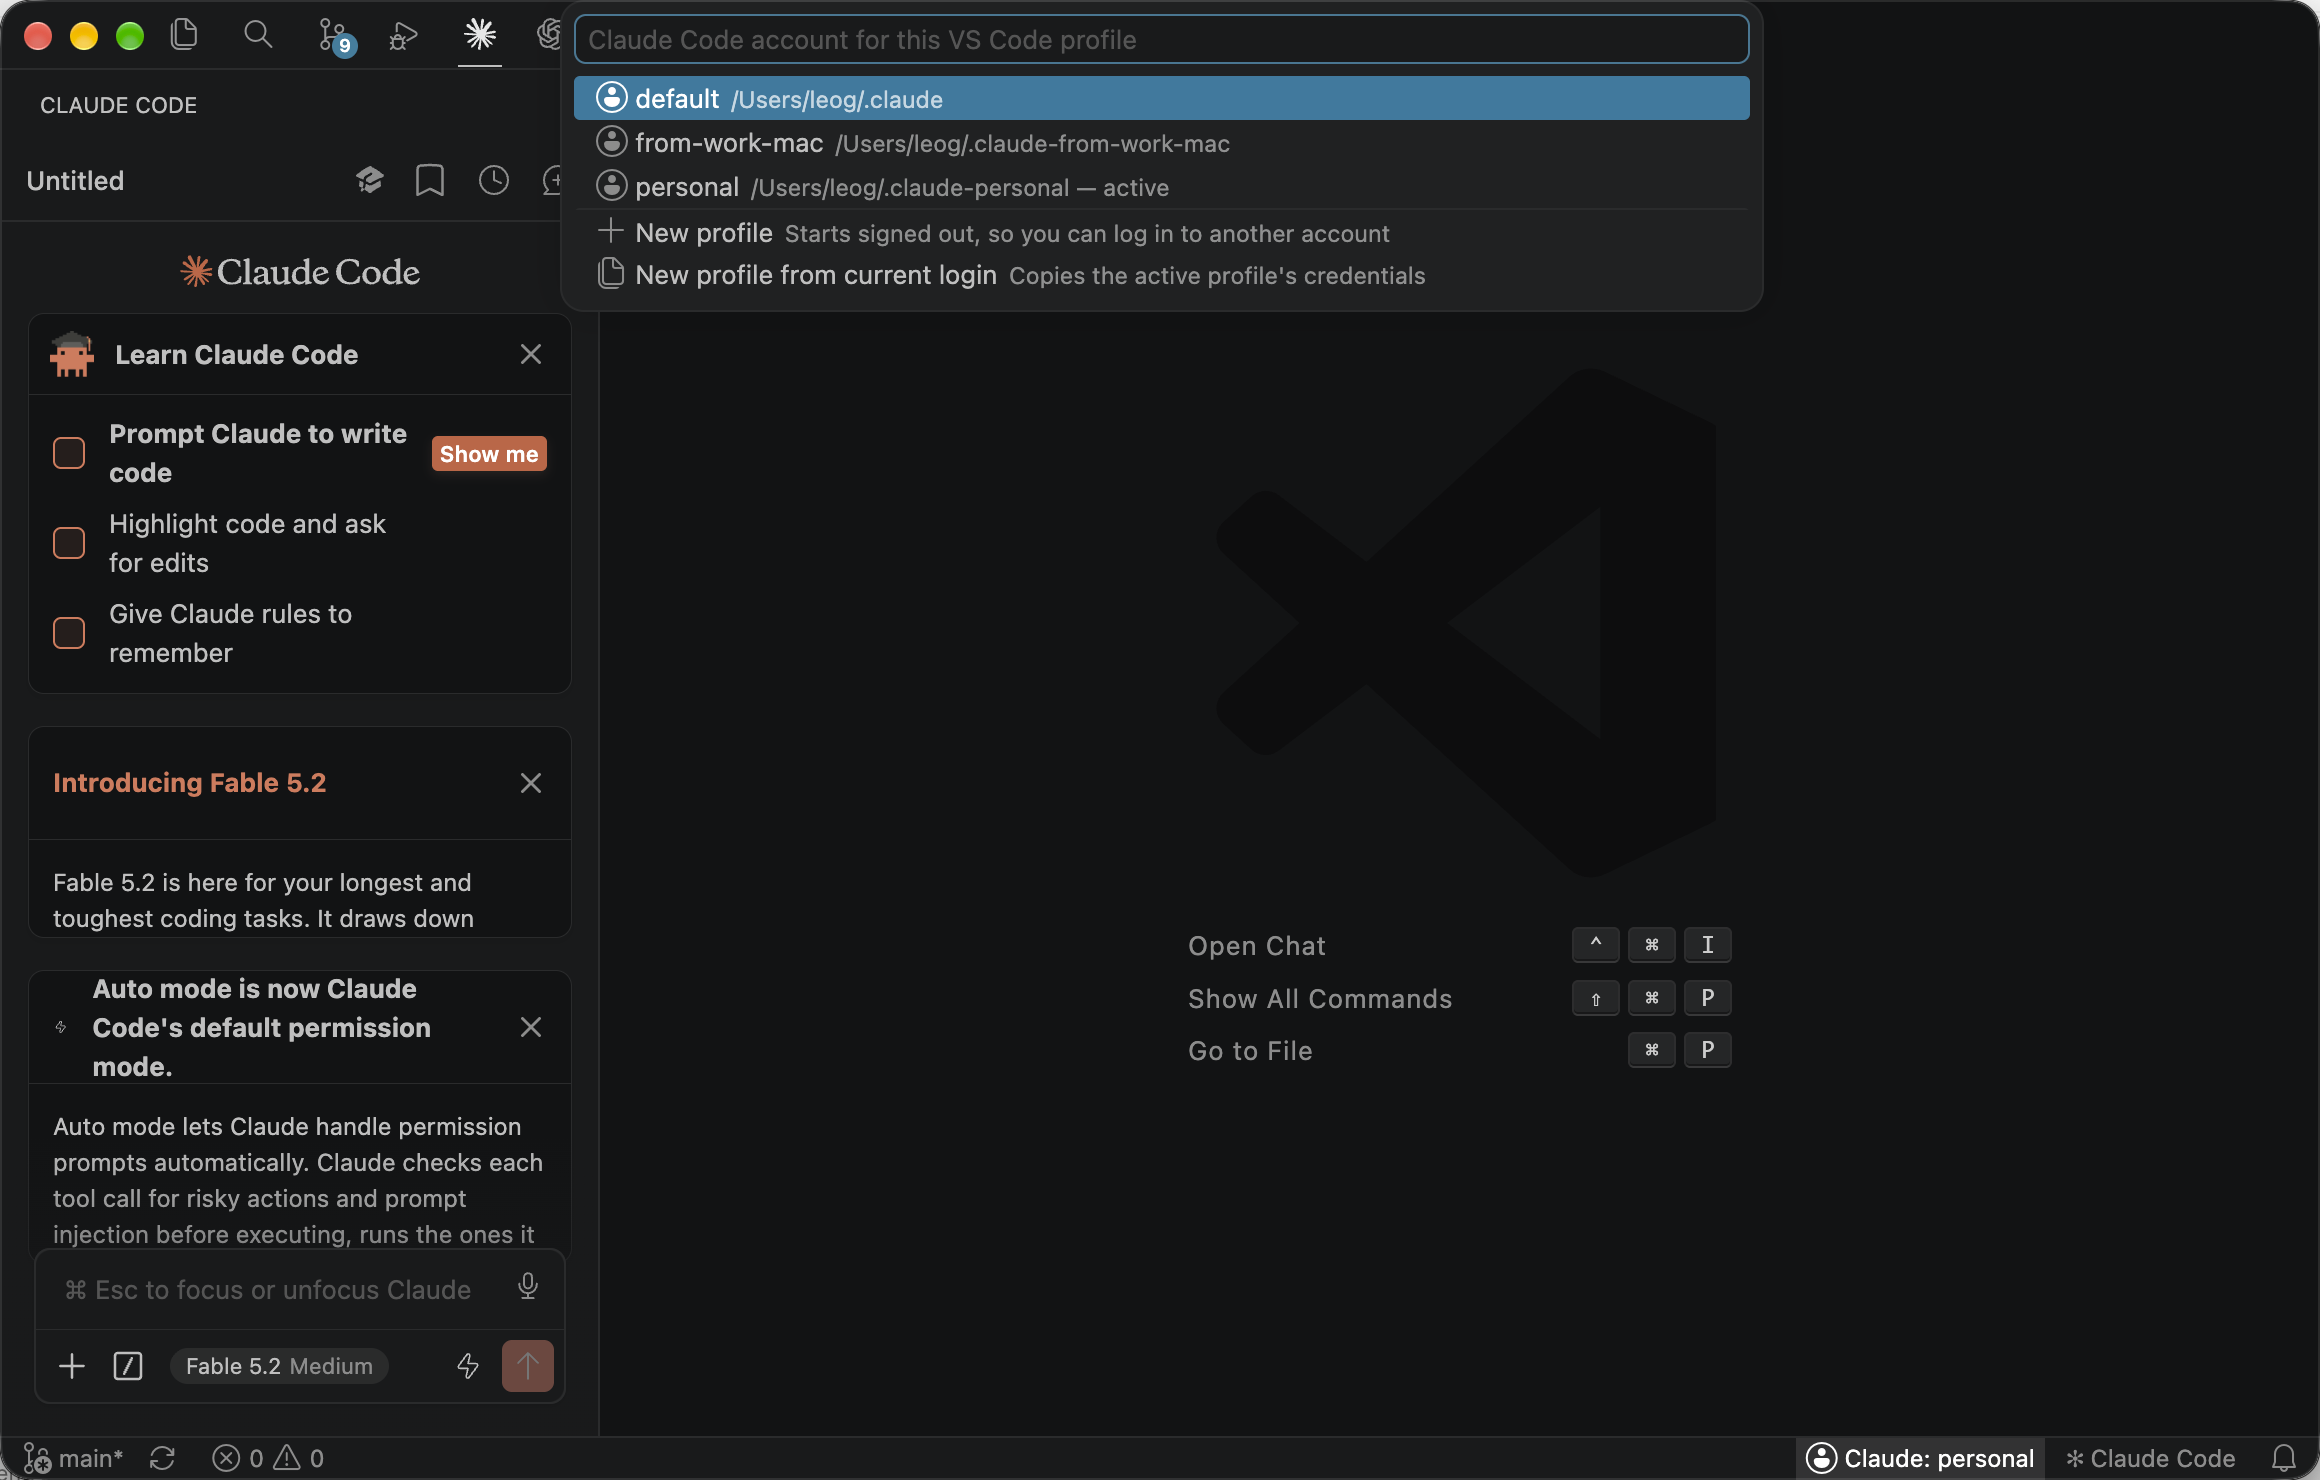 9
Claude Code account for this VS Code profile
default /Users/leog/.claude
from-work-mac /Users/leog/.claude-from-work-mac
personal /Users/leog/.claude-personal — active
New profile Starts signed out, so you can log in to another account
New profile from current login Copies the active profile's credentials
CLAUDE CODE
Untitled
Claude Code
Learn Claude Code
Prompt Claude to write
code
Show me
Highlight code and ask
for edits
Give Claude rules to
remember
Introducing Fable 5.2
Fable 5.2 is here for your longest and
toughest coding tasks. It draws down
Auto mode is now Claude
Code's default permission
mode.
Auto mode lets Claude handle permission
prompts automatically. Claude checks each
tool call for risky actions and prompt
injection before executing, runs the ones it
⌘ Esc to focus or unfocus Claude
Fable 5.2 Medium
Open Chat ^ ⌘ I
Show All Commands ⇧ ⌘ P
Go to File ⌘ P
main* 0 0
Claude: personal
✻ Claude Code